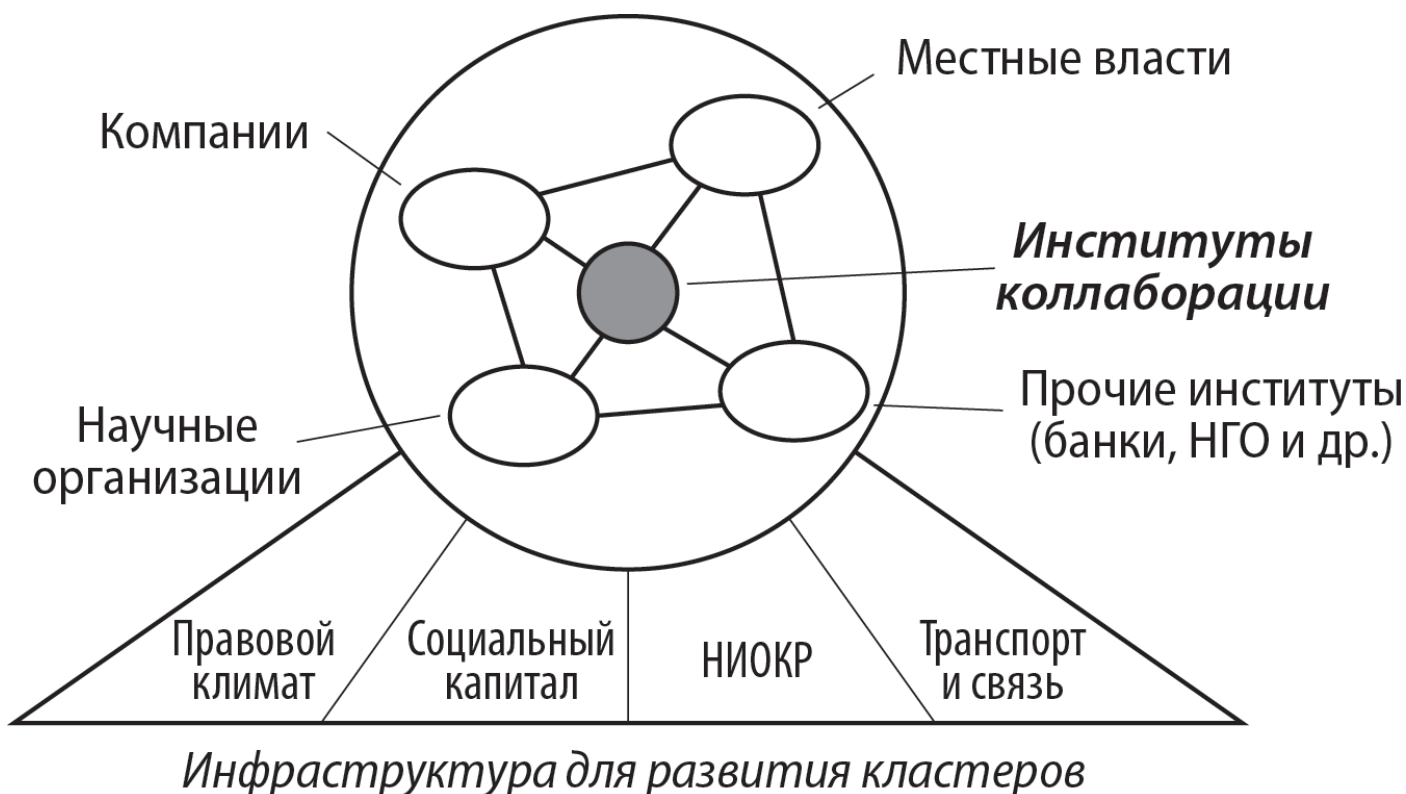 Местные власти
Компании
Институты
коллаборации
Прочие институты
(банки, НГО и др.)
Научные
организации
Правовой
климат
Социальный
капитал
НИОКР
Транспорт
и связь
Инфраструктура для развития кластеров